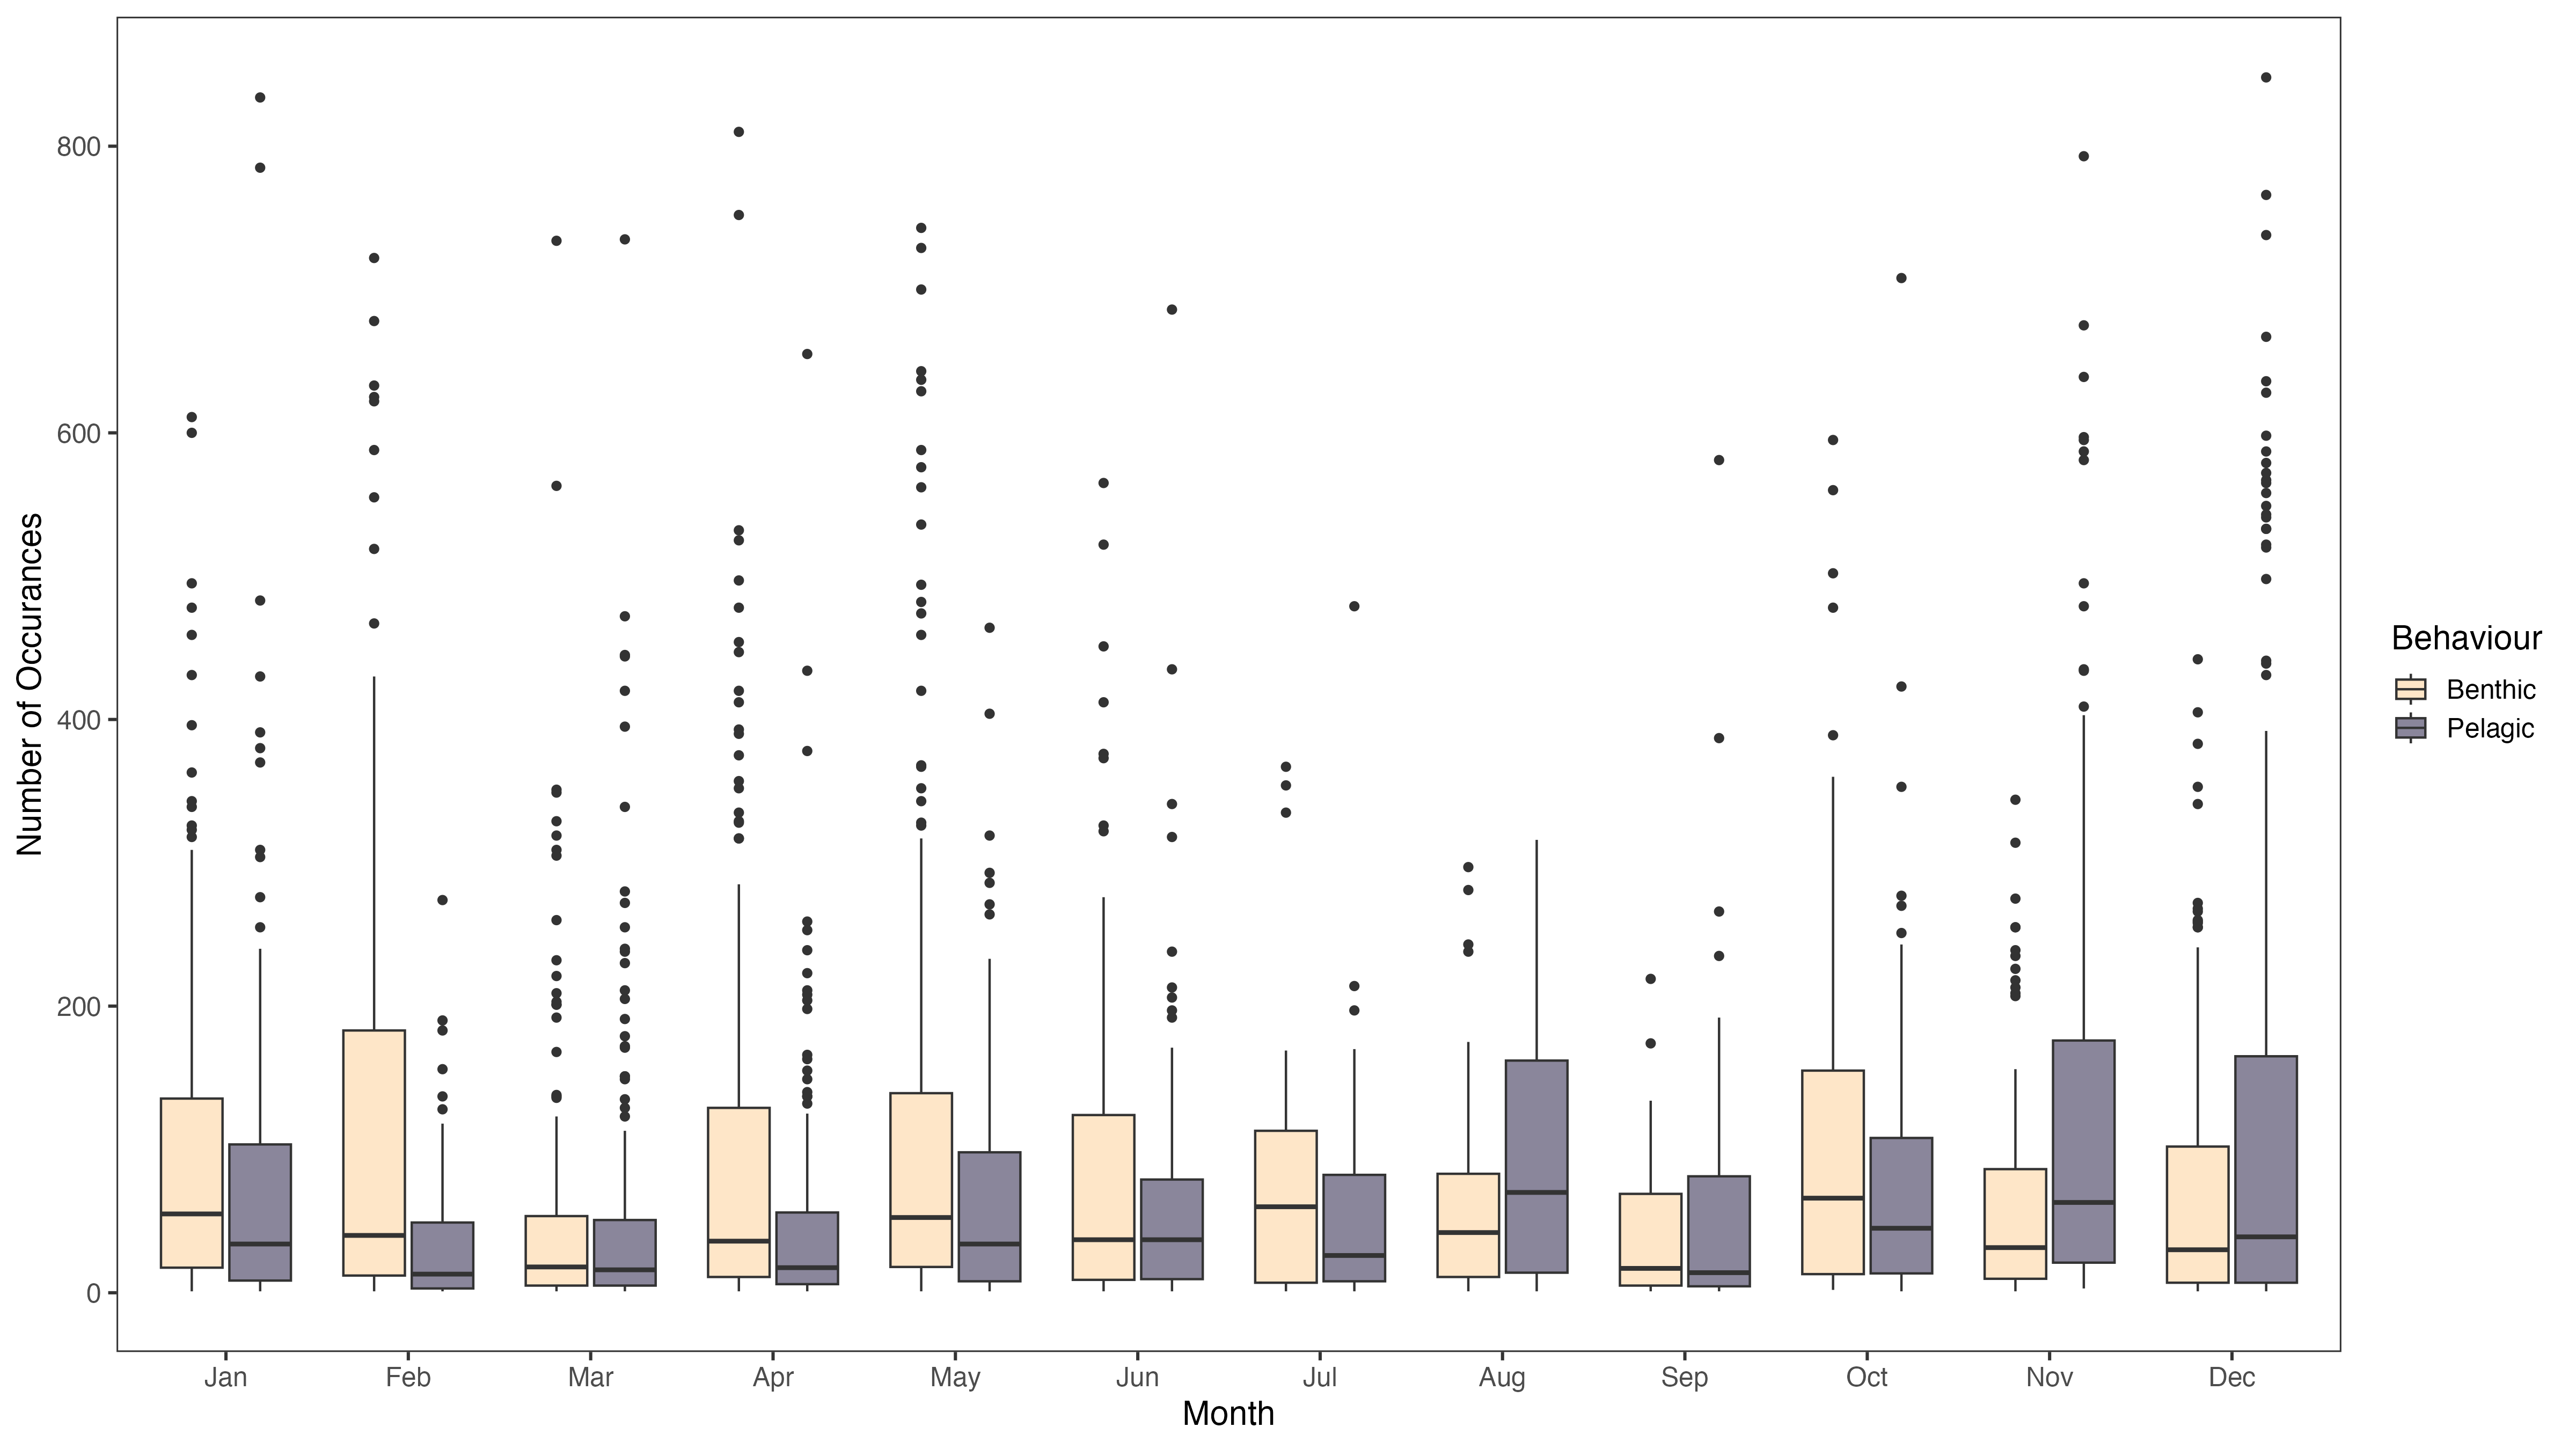 Number of Occurances
800
600
400
200
0
Jan Feb Mar Apr May Jun Jul Aug Sep Oct Nov Dec
Month
Behaviour
Benthic
Pelagic